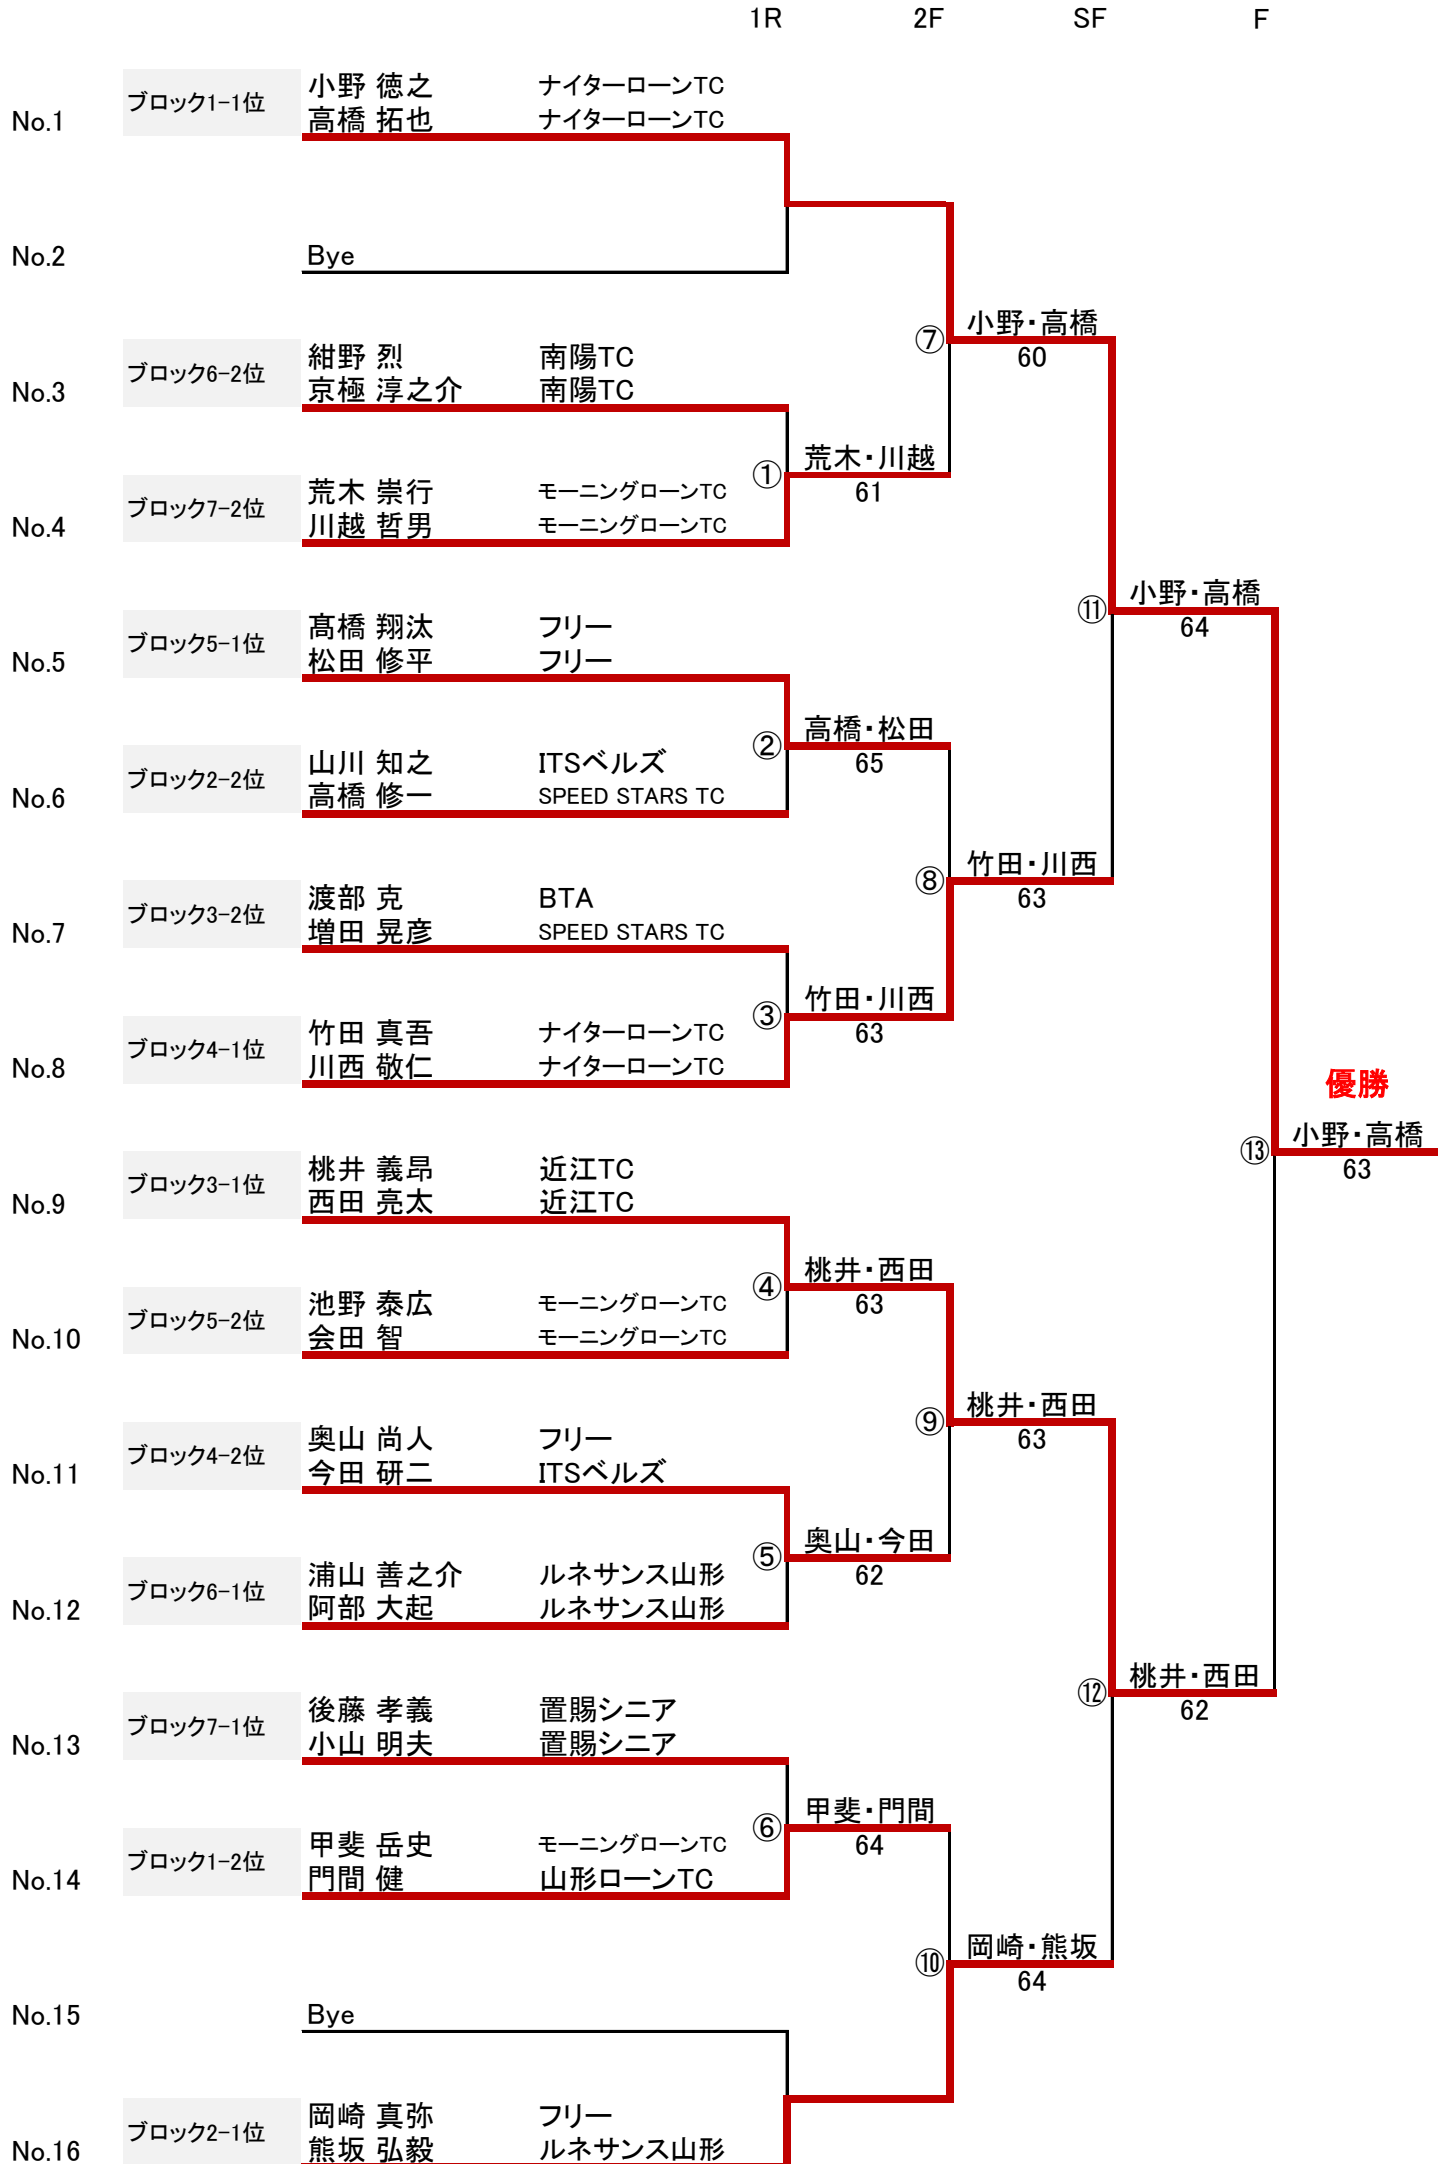 1R 2F SF F
No.1 ブロック1-1位 小野 徳之 ナイターローンTC
高橋 拓也 ナイターローンTC
No.2 Bye
⑦ 小野・高橋
60
No.3 ブロック6-2位 紺野 烈 南陽TC
京極 淳之介 南陽TC
① 荒木・川越
61
No.4 ブロック7-2位 荒木 崇行 モーニングローンTC
川越 哲男 モーニングローンTC
⑪ 小野・高橋
64
No.5 ブロック5-1位 髙橋 翔汰 フリー
松田 修平 フリー
② 高橋・松田
65
No.6 ブロック2-2位 山川 知之 ITSベルズ
高橋 修一 SPEED STARS TC
⑧ 竹田・川西
63
No.7 ブロック3-2位 渡部 克 BTA
増田 晃彦 SPEED STARS TC
③ 竹田・川西
63
No.8 ブロック4-1位 竹田 真吾 ナイターローンTC
川西 敬仁 ナイターローンTC
優勝
⑬ 小野・高橋
63
No.9 ブロック3-1位 桃井 義昂 近江TC
西田 亮太 近江TC
④ 桃井・西田
63
No.10 ブロック5-2位 池野 泰広 モーニングローンTC
会田 智 モーニングローンTC
⑨ 桃井・西田
63
No.11 ブロック4-2位 奥山 尚人 フリー
今田 研二 ITSベルズ
⑤ 奥山・今田
62
No.12 ブロック6-1位 浦山 善之介 ルネサンス山形
阿部 大起 ルネサンス山形
⑫ 桃井・西田
62
No.13 ブロック7-1位 後藤 孝義 置賜シニア
小山 明夫 置賜シニア
⑥ 甲斐・門間
64
No.14 ブロック1-2位 甲斐 岳史 モーニングローンTC
門間 健 山形ローンTC
⑩ 岡崎・熊坂
64
No.15 Bye
No.16 ブロック2-1位 岡崎 真弥 フリー
熊坂 弘毅 ルネサンス山形